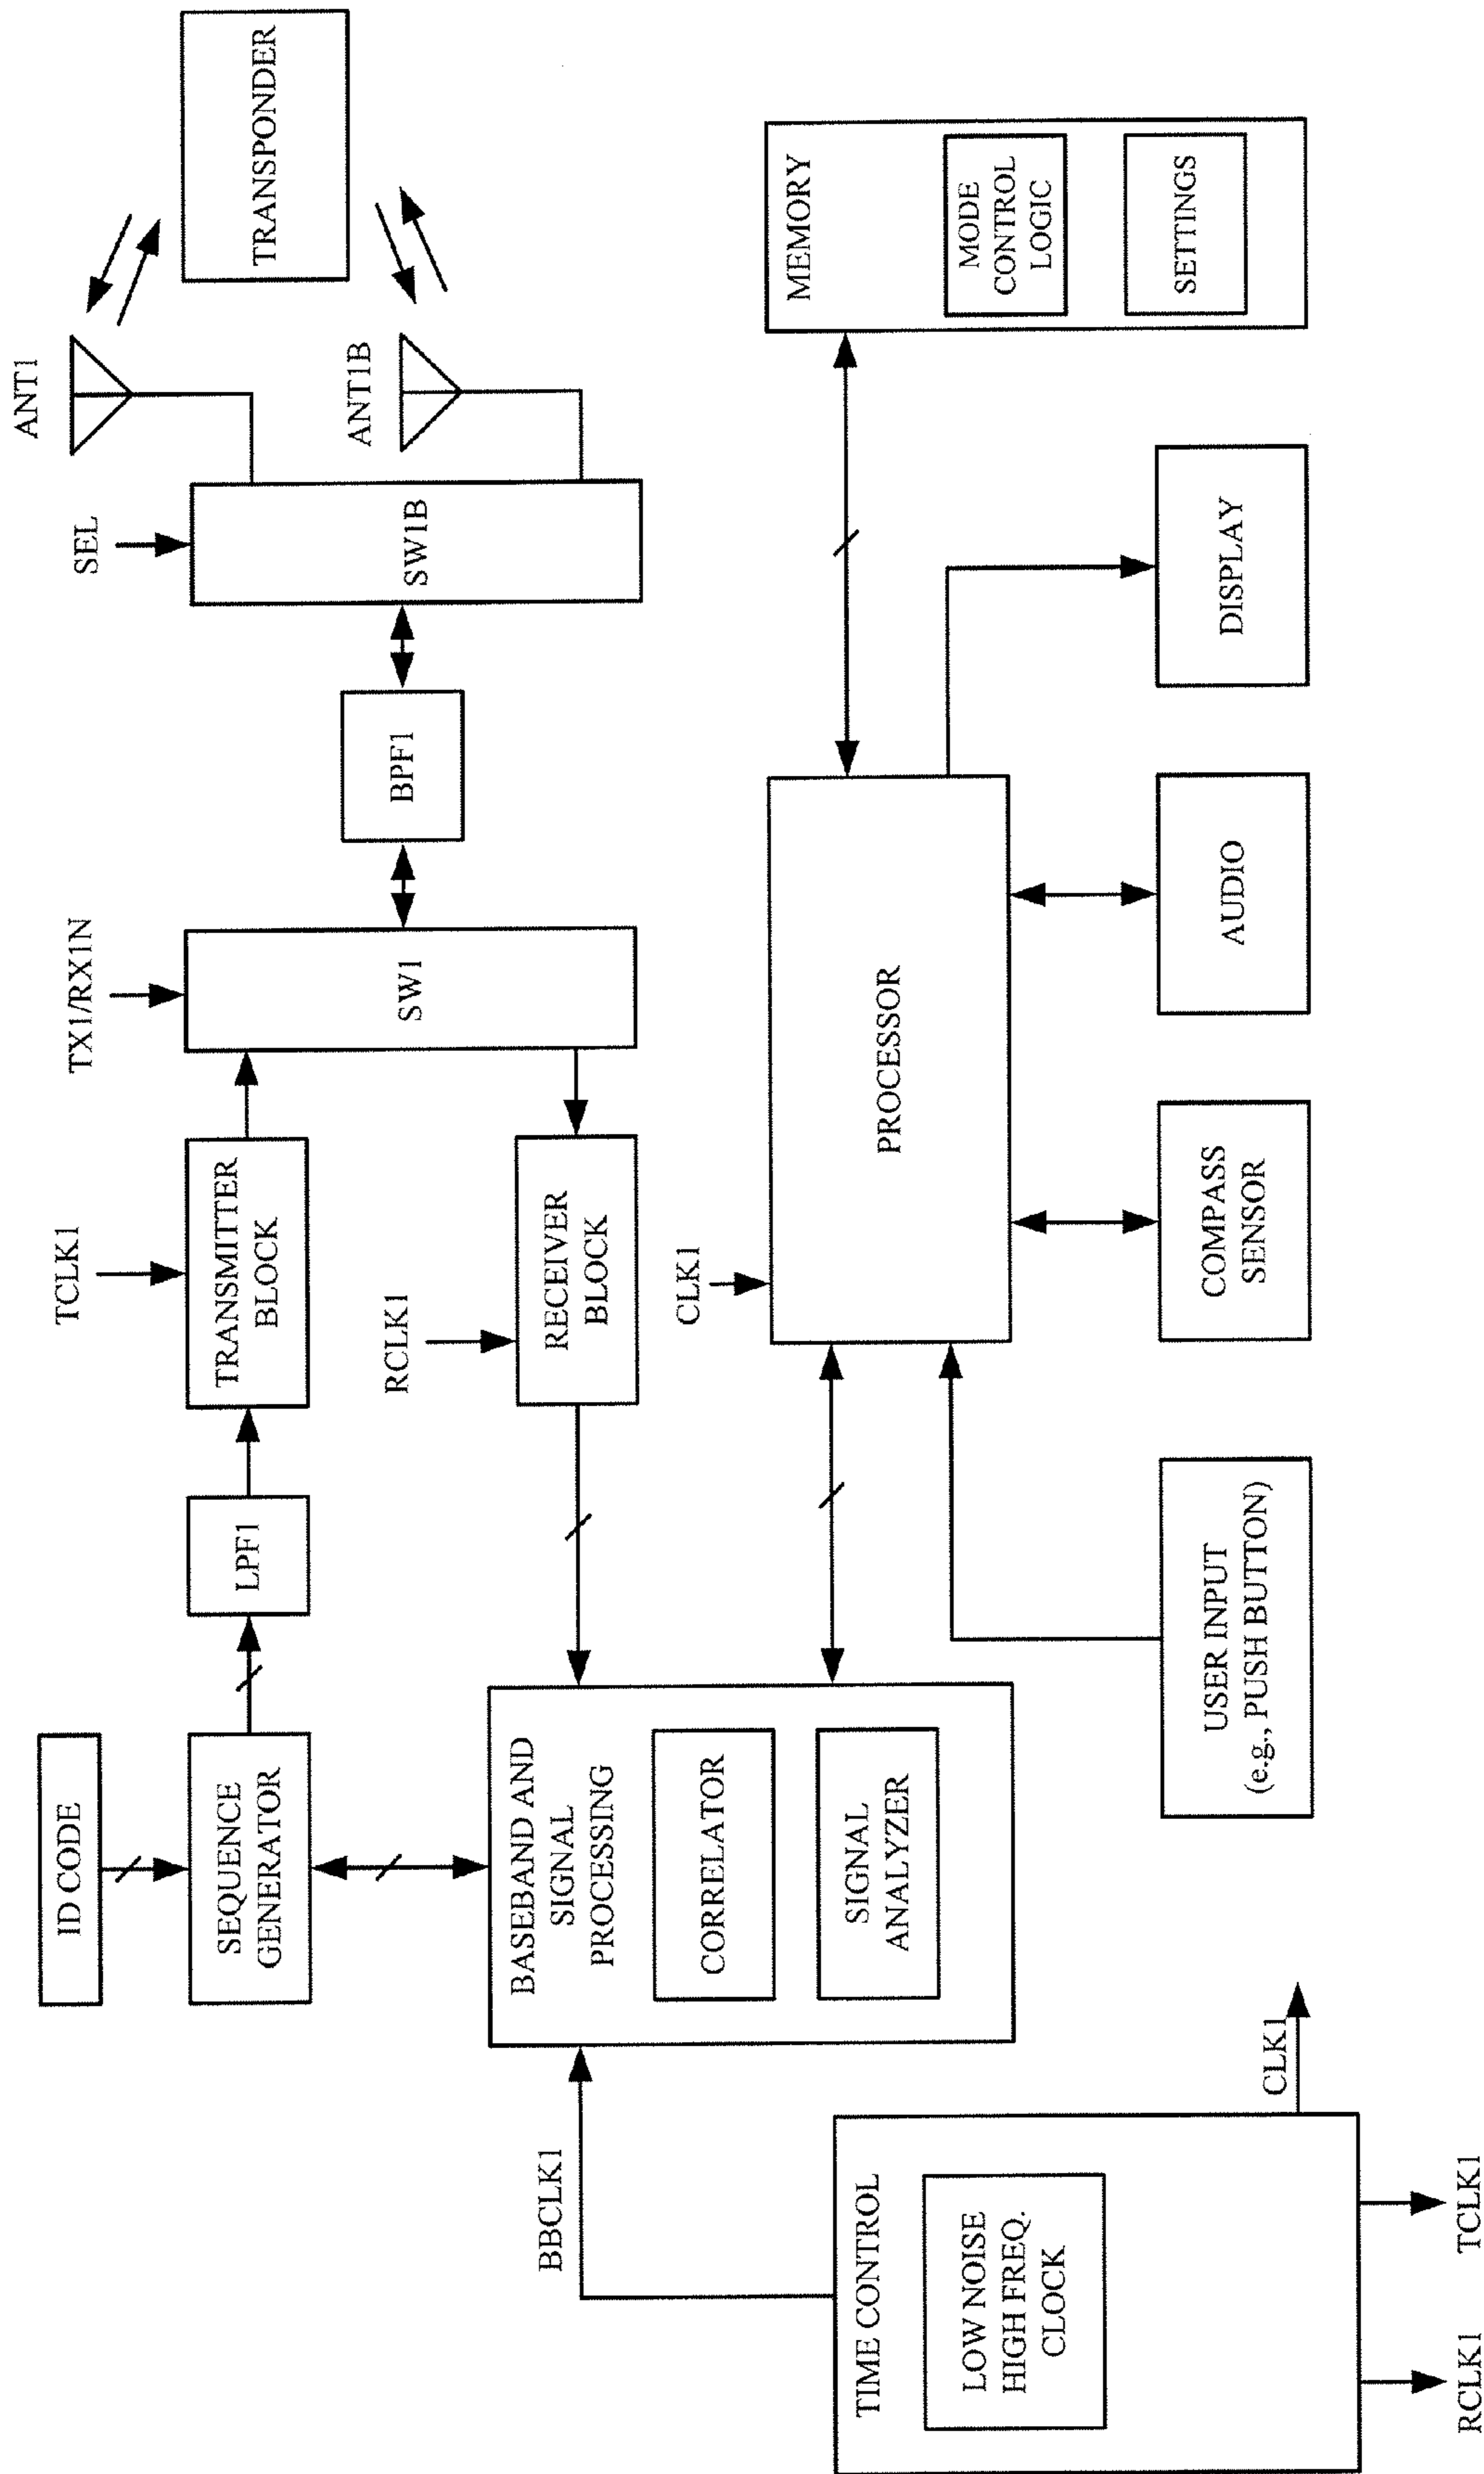 ID CODE
SEQUENCE
GENERATOR
LPF1
TCLK1
TRANSMITTER
BLOCK
TX1/RX1N
SW1
BPF1
SEL
SW1B
ANT1
ANT1B
TRANSPONDER
RCLK1
RECEIVER
BLOCK
BASEBAND AND
SIGNAL
PROCESSING
CORRELATOR
SIGNAL
ANALYZER
BBCLK1
TIME CONTROL
LOW NOISE
HIGH FREQ.
CLOCK
RCLK1
TCLK1
CLK1
CLK1
PROCESSOR
USER INPUT
(e.g., PUSH BUTTON)
COMPASS
SENSOR
AUDIO
DISPLAY
MEMORY
MODE
CONTROL
LOGIC
SETTINGS